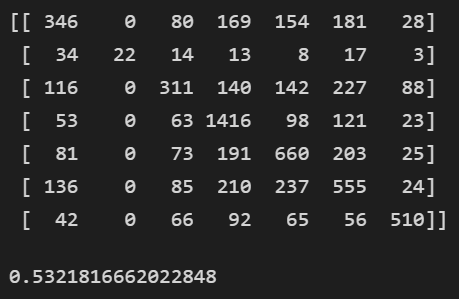 [[ 346 0 80 169 154 181 28]
[ 34 22 14 13 8 17 3]
[ 116 0 311 140 142 227 88]
[ 53 0 63 1416 98 121 23]
[ 81 0 73 191 660 203 25]
[ 136 0 85 210 237 555 24]
[ 42 0 66 92 65 56 510]]
0.5321816662022848